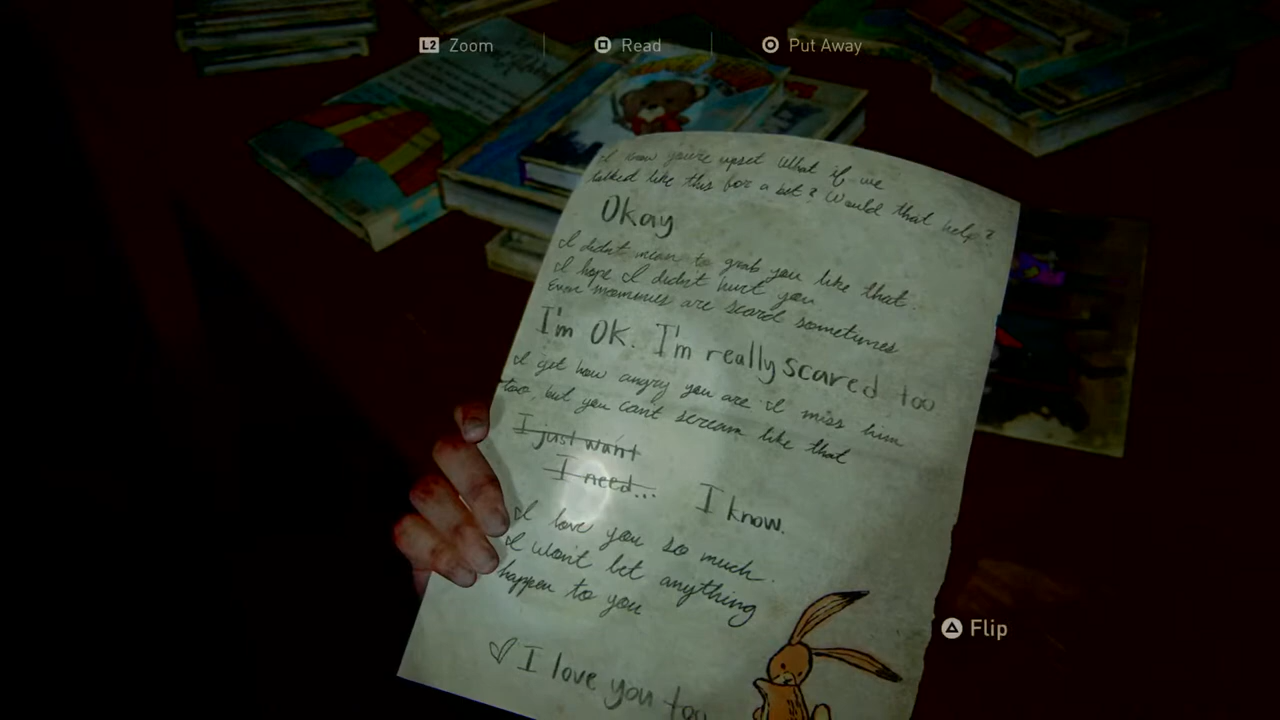 L2 Zoom
Read
Put Away
I know you're upset What if we
talked like this for a bit? Would that help?
Okay
I didn't mean to grab you like that.
I hope I didn't hurt you
Even mommies are scard sometimes
I'm OK. I'm really scared too
I get how angry you are I miss him
too, but you can't scream like that
I just want
I need...
I know.
I love you so much.
I won't let anything
happen to you
I love you too
Flip